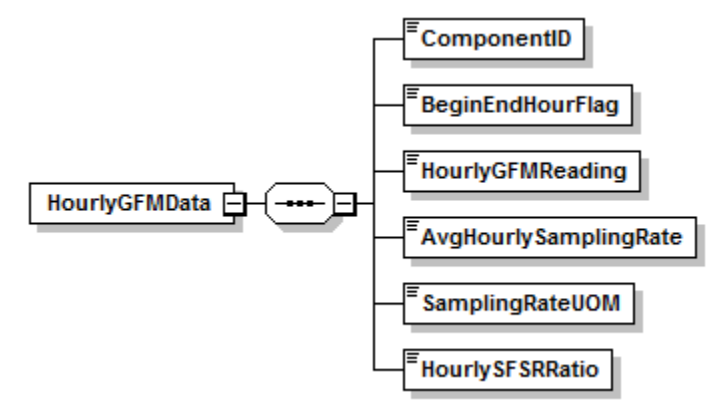 ComponentID
BeginEndHourFlag
HourlyGFMReading
HourlyGFMData
AvgHourlySamplingRate
SamplingRateUOM
HourlySFSRRatio